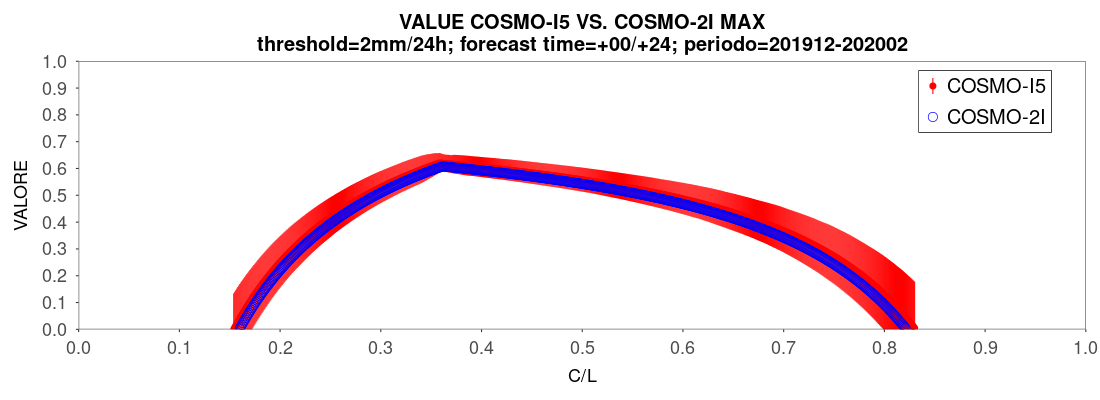 VALUE COSMO-I5 VS. COSMO-2I MAX
threshold=2mm/24h; forecast time=+00/+24; periodo=201912-202002
1.0
0.9
0.8
0.7
0.6
0.5
0.4
0.3
0.2
0.1
0.0
VALORE
COSMO-I5
COSMO-2I
0.0 0.1 0.2 0.3 0.4 0.5 0.6 0.7 0.8 0.9 1.0
C/L